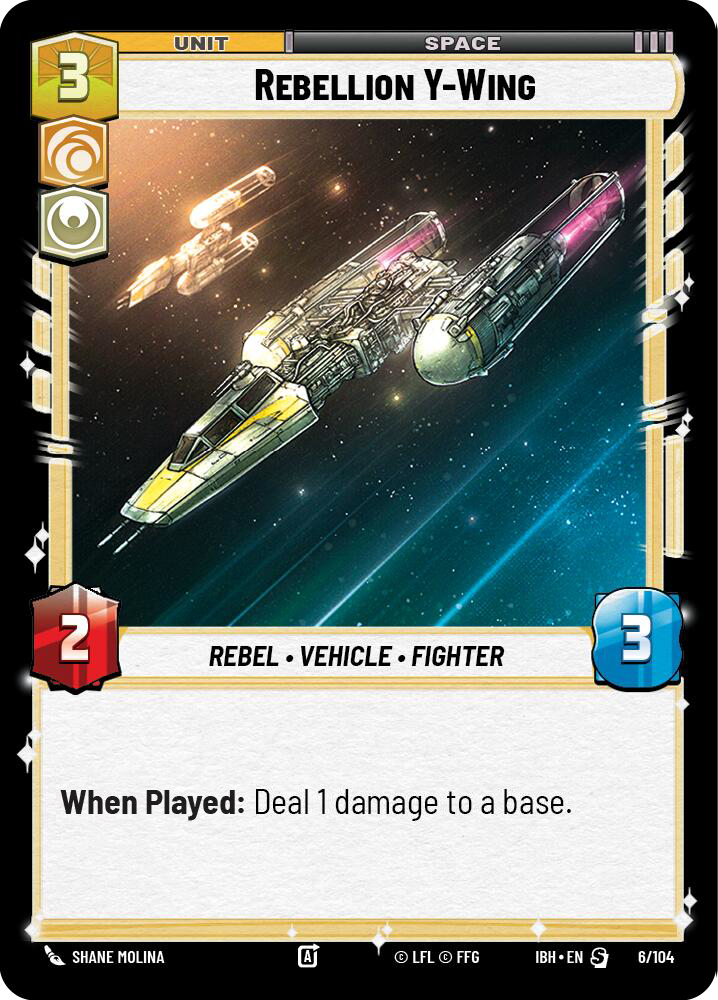 UNIT SPACE
3
REBELLION Y-WING
2
REBEL • VEHICLE • FIGHTER
3
When Played: Deal 1 damage to a base.
SHANE MOLINA A © LFL © FFG IBH • EN S 6/104